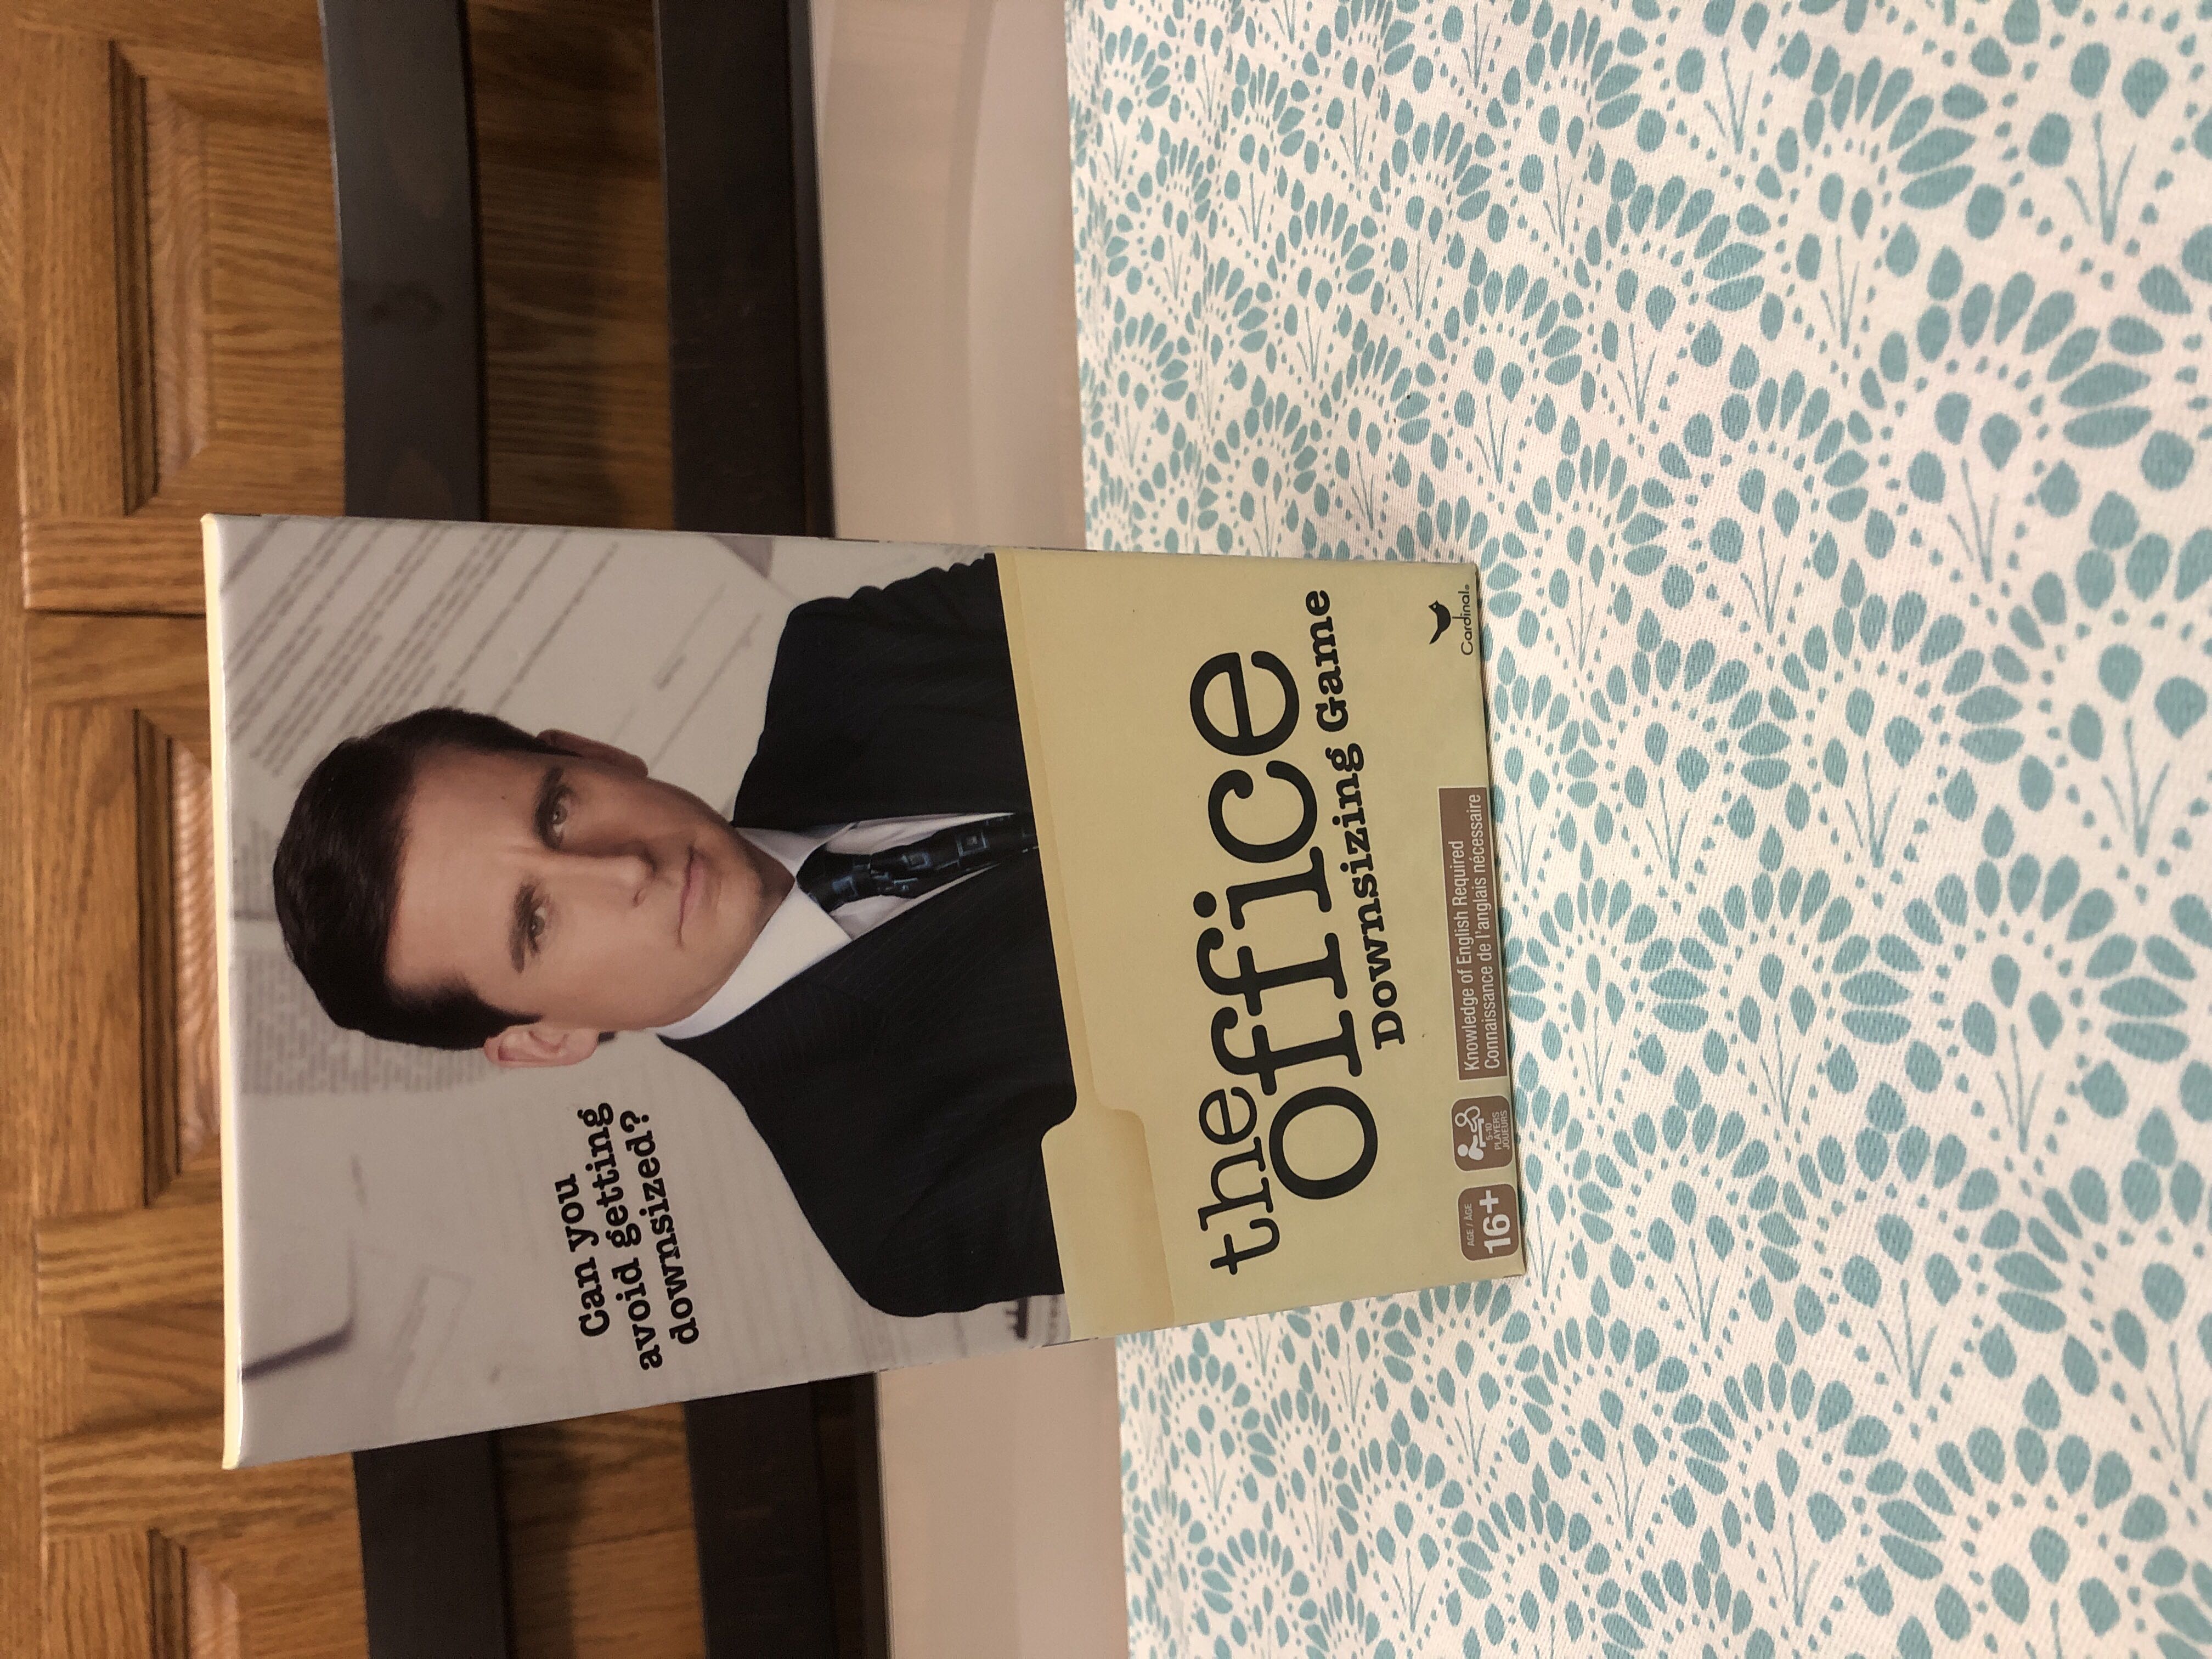 Can you
avoid getting
downsized?
the
office
Downsizing Game
AGE / ÂGE
16+
5-10
PLAYERS
JOUEURS
Knowledge of English Required
Connaissance de l'anglais nécessaire
Cardinal®